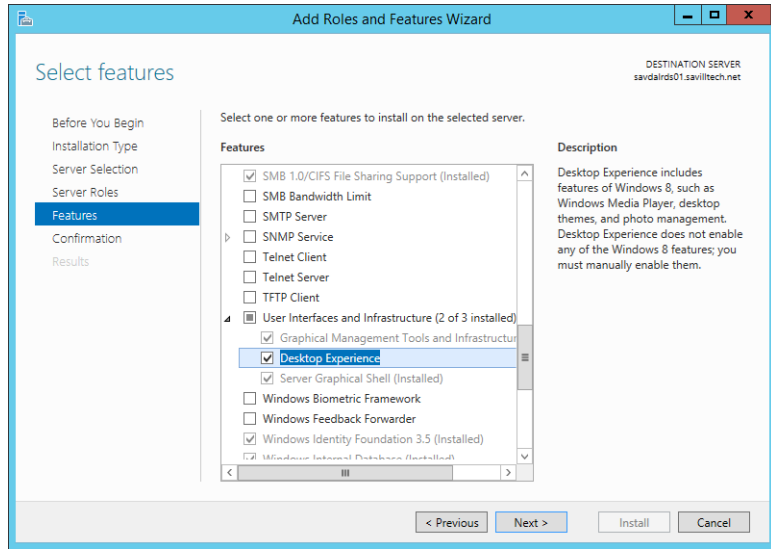 Add Roles and Features Wizard
Select features
DESTINATION SERVER
savdalrds01.savilltech.net
Before You Begin
Installation Type
Server Selection
Server Roles
Features
Confirmation
Results
Select one or more features to install on the selected server.
Features
SMB 1.0/CIFS File Sharing Support (Installed)
SMB Bandwidth Limit
SMTP Server
SNMP Service
Telnet Client
Telnet Server
TFTP Client
User Interfaces and Infrastructure (2 of 3 installed)
Graphical Management Tools and Infrastructur
Desktop Experience
Server Graphical Shell (Installed)
Windows Biometric Framework
Windows Feedback Forwarder
Windows Identity Foundation 3.5 (Installed)
Windows Internal Database (Installed)
Description
Desktop Experience includes
features of Windows 8, such as
Windows Media Player, desktop
themes, and photo management.
Desktop Experience does not enable
any of the Windows 8 features; you
must manually enable them.
< Previous
Next >
Install
Cancel